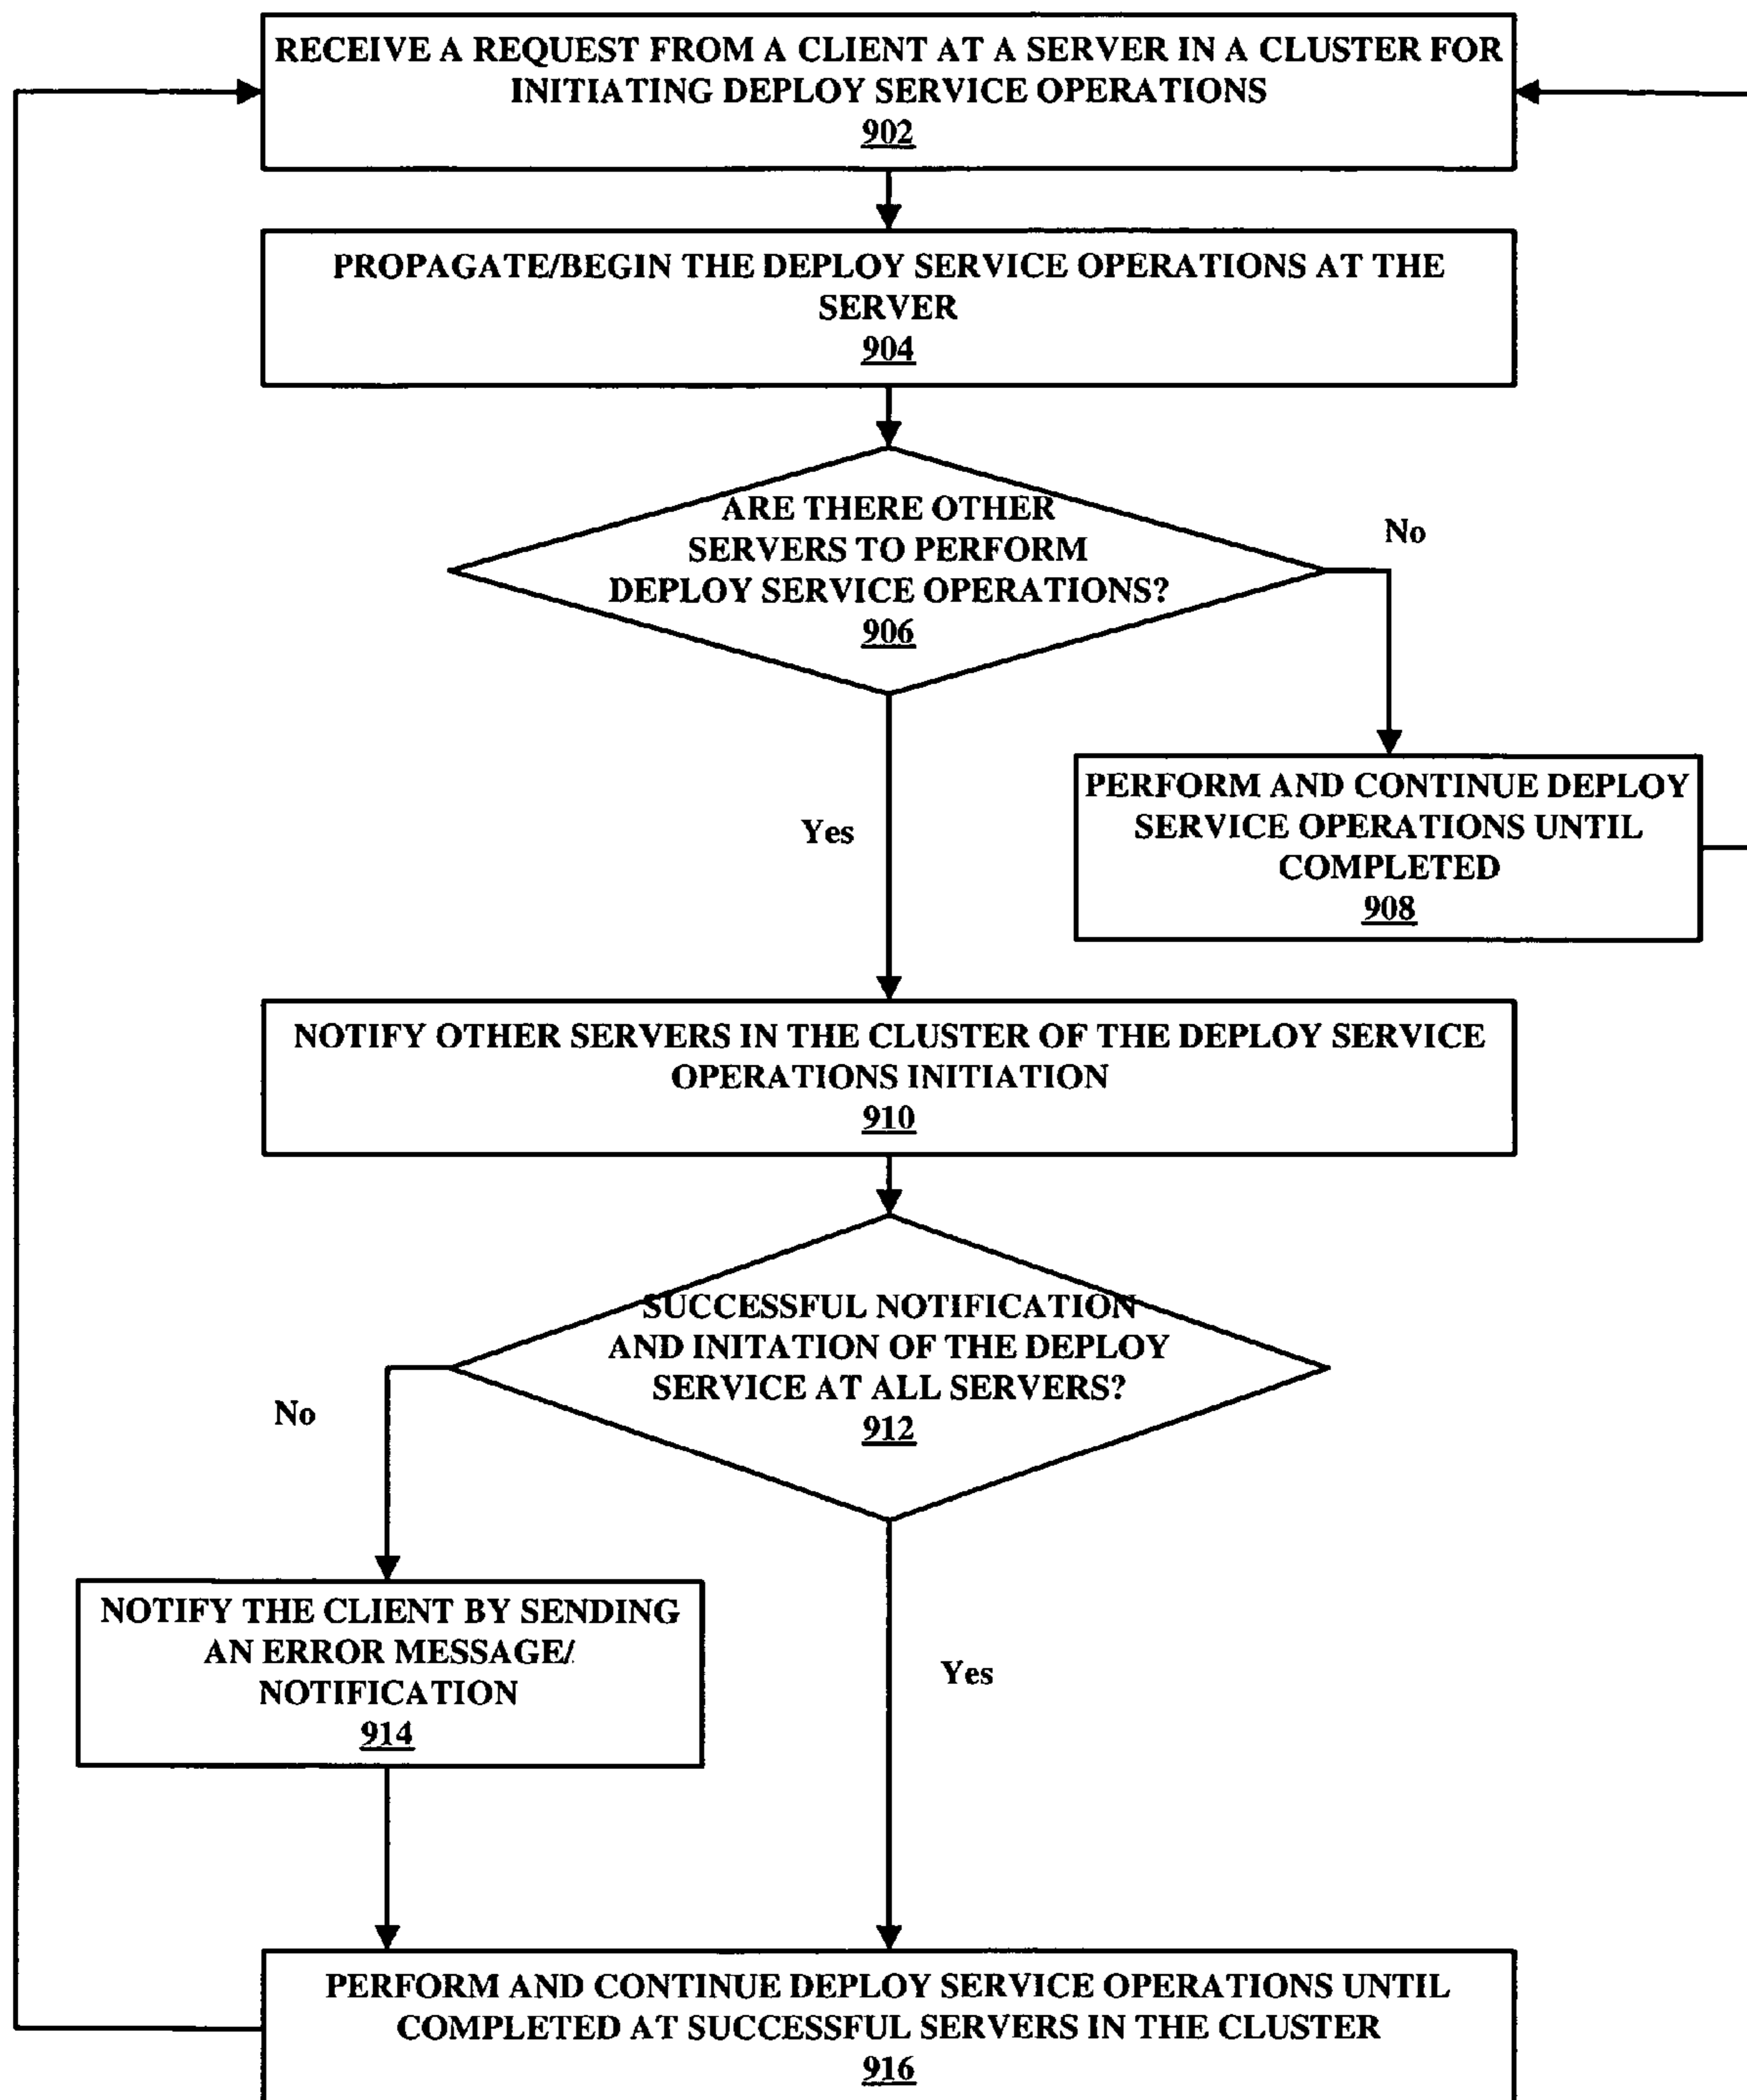 RECEIVE A REQUEST FROM A CLIENT AT A SERVER IN A CLUSTER FOR
INITIATING DEPLOY SERVICE OPERATIONS
902
PROPAGATE/BEGIN THE DEPLOY SERVICE OPERATIONS AT THE
SERVER
904
ARE THERE OTHER
SERVERS TO PERFORM
DEPLOY SERVICE OPERATIONS?
906
No
Yes
PERFORM AND CONTINUE DEPLOY
SERVICE OPERATIONS UNTIL
COMPLETED
908
NOTIFY OTHER SERVERS IN THE CLUSTER OF THE DEPLOY SERVICE
OPERATIONS INITIATION
910
SUCCESSFUL NOTIFICATION
AND INITATION OF THE DEPLOY
SERVICE AT ALL SERVERS?
912
No
Yes
NOTIFY THE CLIENT BY SENDING
AN ERROR MESSAGE/
NOTIFICATION
914
PERFORM AND CONTINUE DEPLOY SERVICE OPERATIONS UNTIL
COMPLETED AT SUCCESSFUL SERVERS IN THE CLUSTER
916